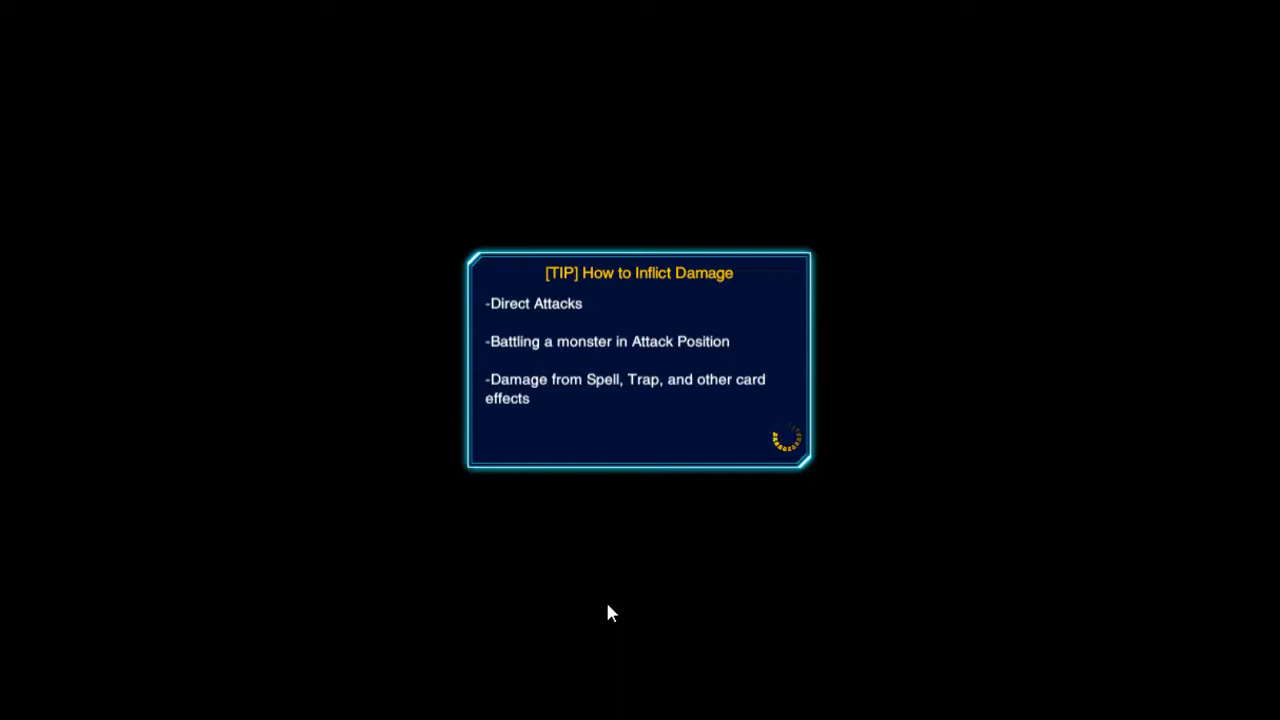 [TIP] How to Inflict Damage
-Direct Attacks
-Battling a monster in Attack Position
-Damage from Spell, Trap, and other card
effects